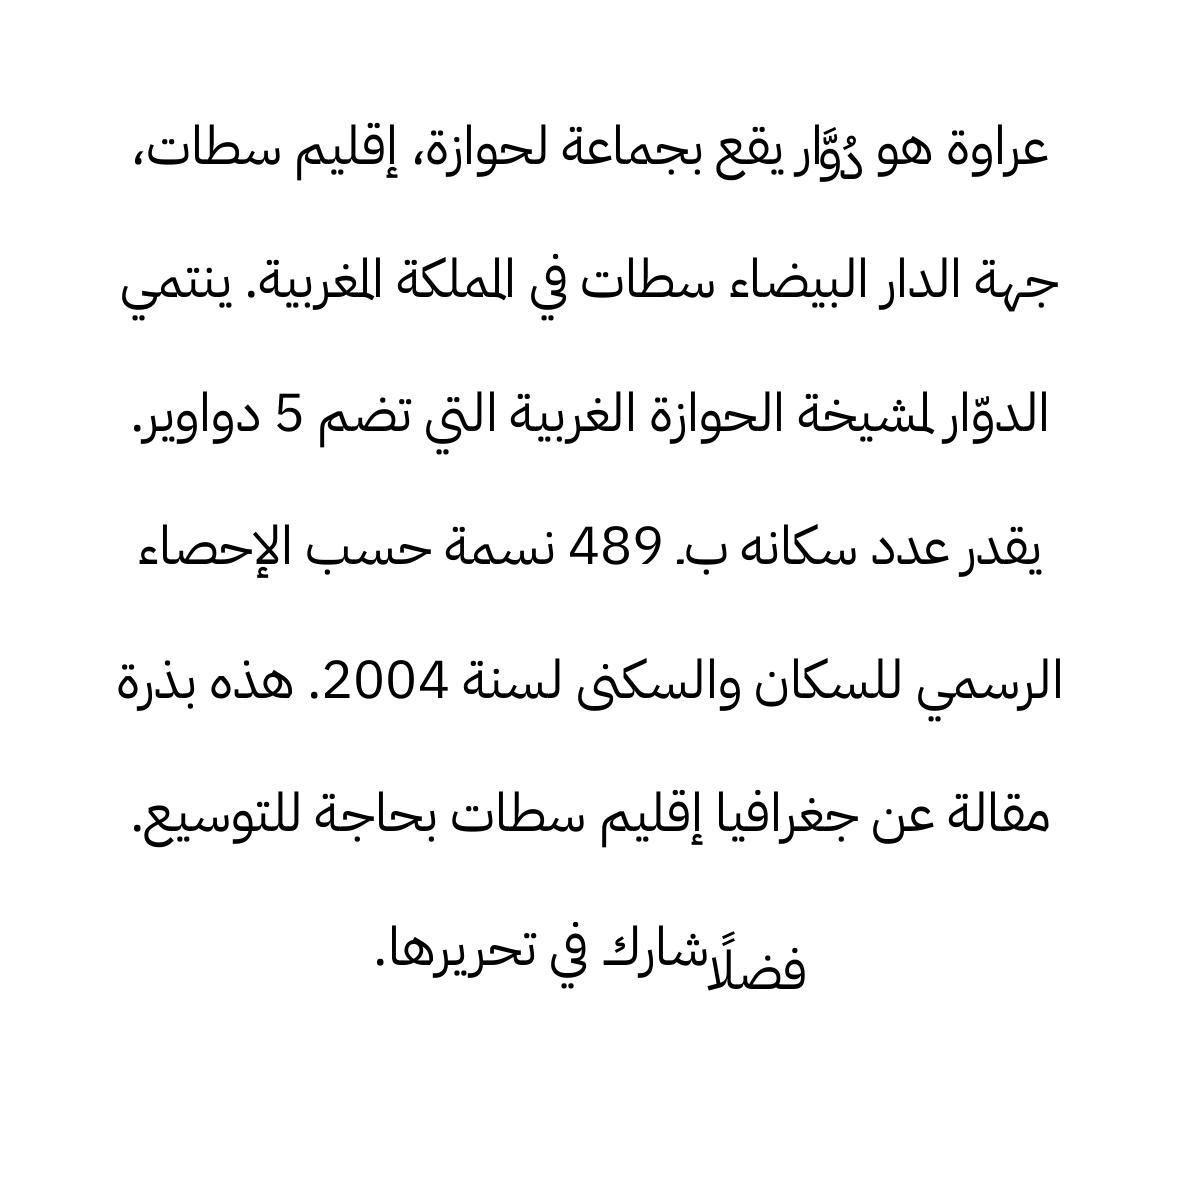 عراوة هو دُوَّار يقع بجماعة لحوازة، إقليم سطات،
جهة الدار البيضاء سطات في المملكة المغربية. ينتمي
الدوّار لمشيخة الحوازة الغربية التي تضم 5 دواوير.
يقدر عدد سكانه بـ 489 نسمة حسب الإحصاء
الرسمي للسكان والسكنى لسنة 2004. هذه بذرة
مقالة عن جغرافيا إقليم سطات بحاجة للتوسيع.
فضلًا شارك في تحريرها.